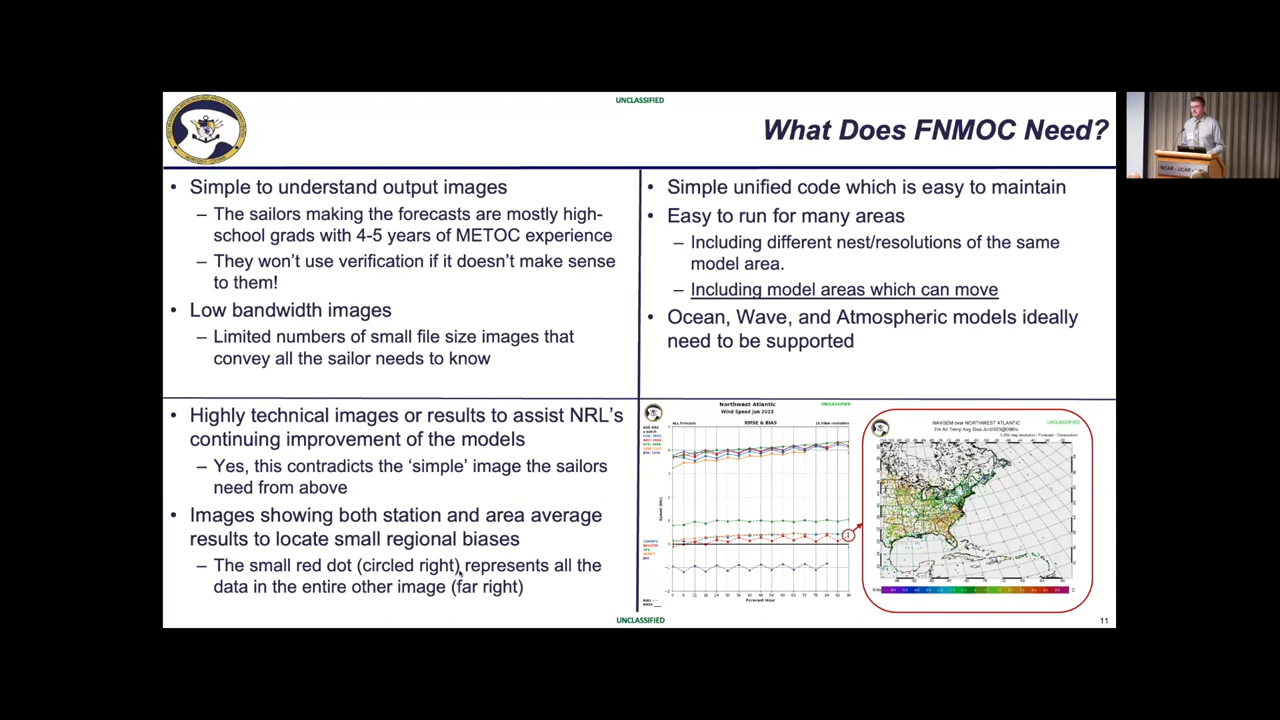 UNCLASSIFIED
What Does FNMOC Need?
• Simple to understand output images
– The sailors making the forecasts are mostly high-
school grads with 4-5 years of METOC experience
– They won't use verification if it doesn't make sense
to them!
• Low bandwidth images
– Limited numbers of small file size images that
convey all the sailor needs to know
• Simple unified code which is easy to maintain
• Easy to run for many areas
– Including different nest/resolutions of the same
model area.
– Including model areas which can move
• Ocean, Wave, and Atmospheric models ideally
need to be supported
• Highly technical images or results to assist NRL's
continuing improvement of the models
– Yes, this contradicts the 'simple' image the sailors
need from above
• Images showing both station and area average
results to locate small regional biases
– The small red dot (circled right) represents all the
data in the entire other image (far right)
Northwest Atlantic
Wind Speed Jun 2023
UNCLASSIFIED
ALL Forecasts
RMSE & BIAS
Forecast Hour
NAVGEM over NORTHWEST ATLANTIC
UNCLASSIFIED
UNCLASSIFIED
11
NCAR - UCAR